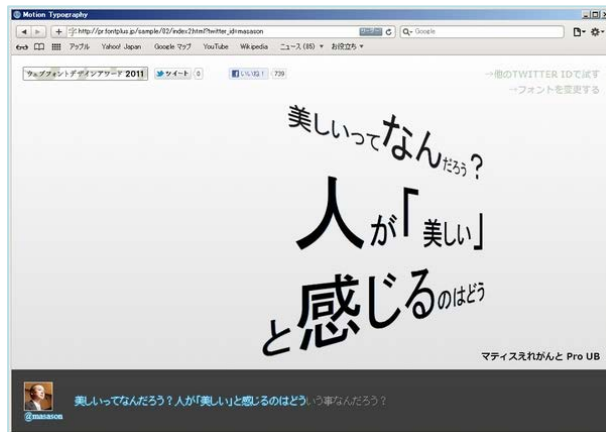 Motion Typography
http://pr.fontplus.jp/sample/02/index2.html?twitter_id=masason
Google
アップル Yahoo! Japan Google マップ YouTube Wikipedia ニュース (85) お役立ち
ウェブフォントデザインアワード 2011 ツイート 0 いいね! 739
→他のTWITTER IDで試す
→フォントを変更する
美しいってなんだろう?
人が「美しい」
と感じるのはどう
マティスえれがんと Pro UB
美しいってなんだろう?人が「美しい」と感じるのはどういう事なんだろう?
@masason